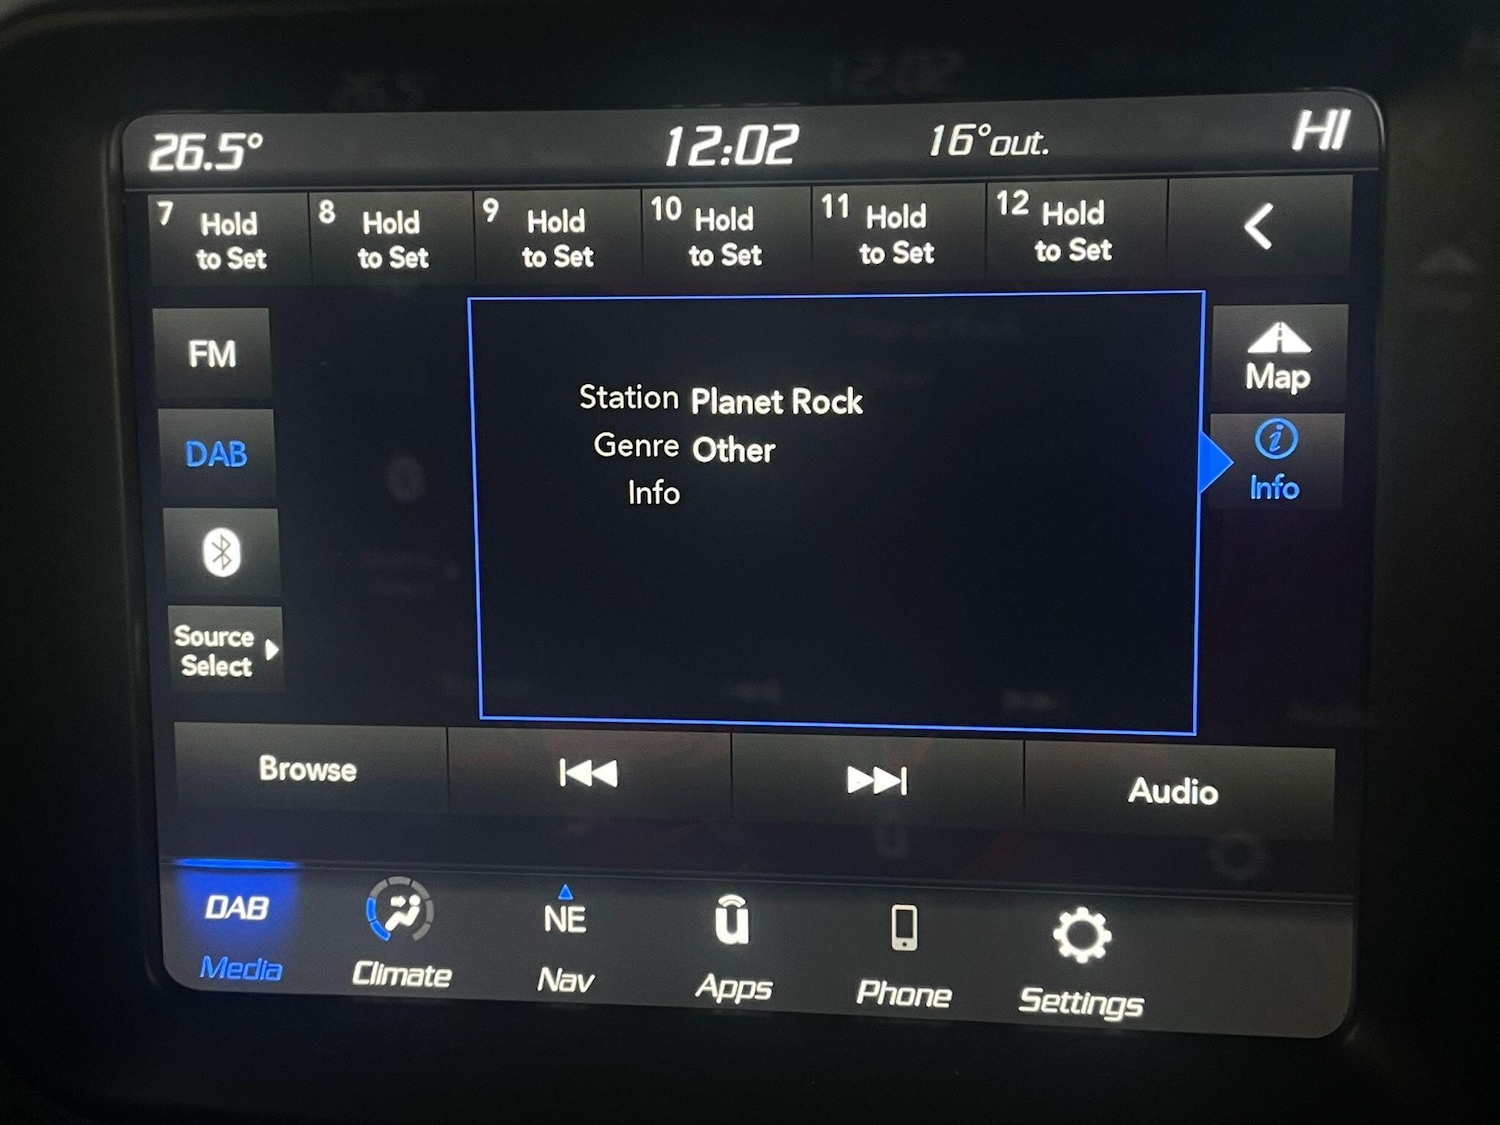 26.5° 12:02 16°out. HI
7 Hold to Set
8 Hold to Set
9 Hold to Set
10 Hold to Set
11 Hold to Set
12 Hold to Set
FM
DAB
Source
Select
Station Planet Rock
Genre Other
Info
Map
Info
Browse
Audio
DAB
Media
Climate
NE
Nav
u
Apps
Phone
Settings